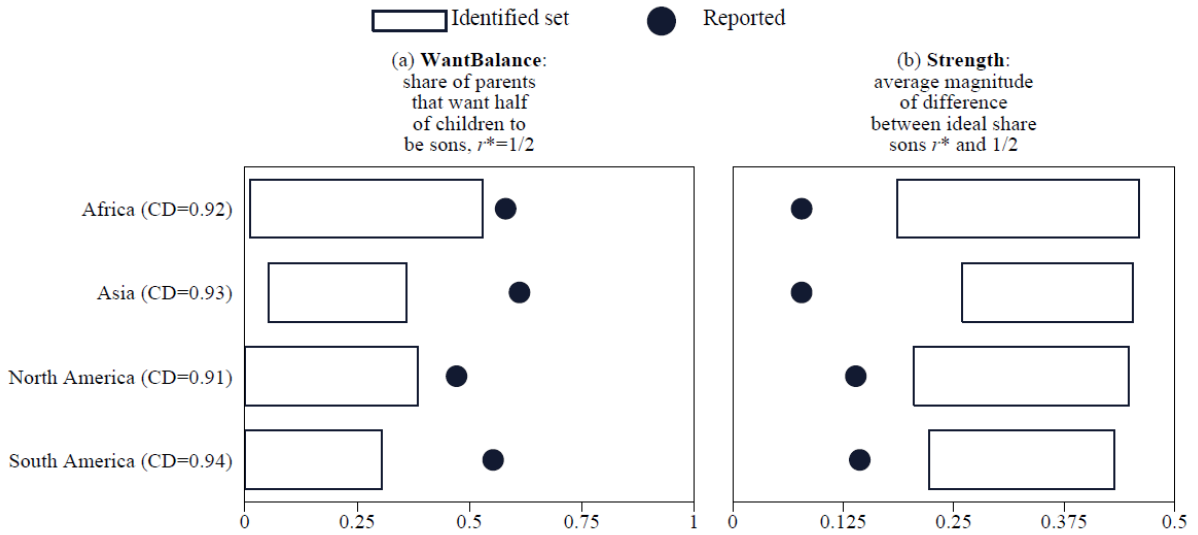 Identified set
Reported
(a) WantBalance:
share of parents
that want half
of children to
be sons, r*=1/2
(b) Strength:
average magnitude
of difference
between ideal share
sons r* and 1/2
Africa (CD=0.92)
Asia (CD=0.93)
North America (CD=0.91)
South America (CD=0.94)
0 0.25 0.5 0.75 1
0 0.125 0.25 0.375 0.5